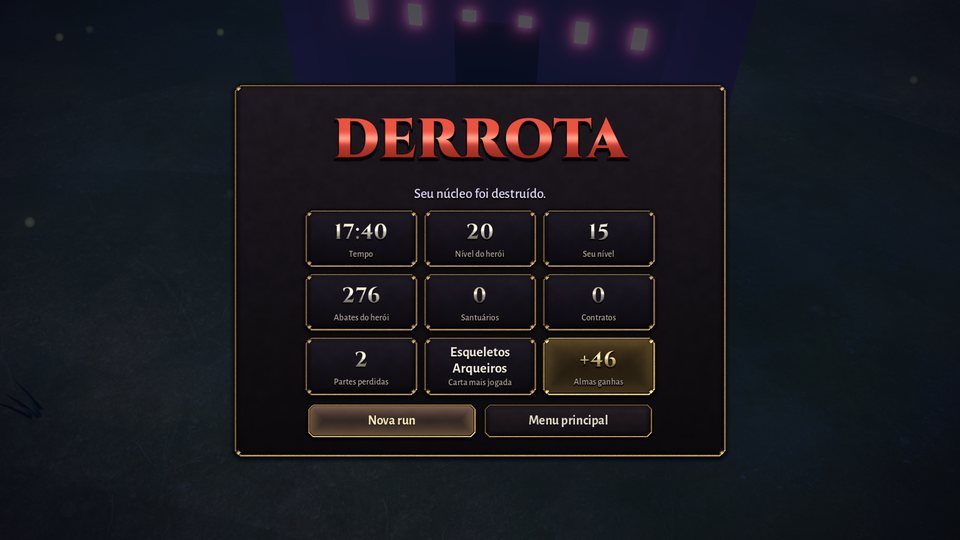 DERROTA
Seu núcleo foi destruído.
17:40
Tempo
20
Nível do herói
15
Seu nível
276
Abates do herói
0
Santuários
0
Contratos
2
Partes perdidas
Esqueletos
Arqueiros
Carta mais jogada
+46
Almas ganhas
Nova run
Menu principal